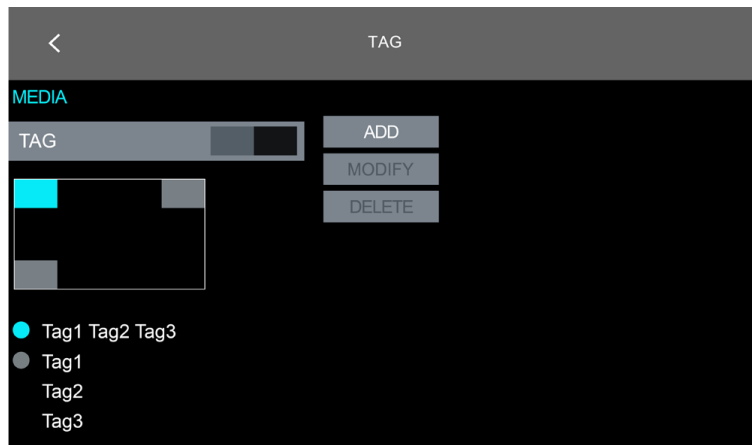 TAG
MEDIA
TAG
ADD
MODIFY
DELETE
Tag1 Tag2 Tag3
Tag1
Tag2
Tag3